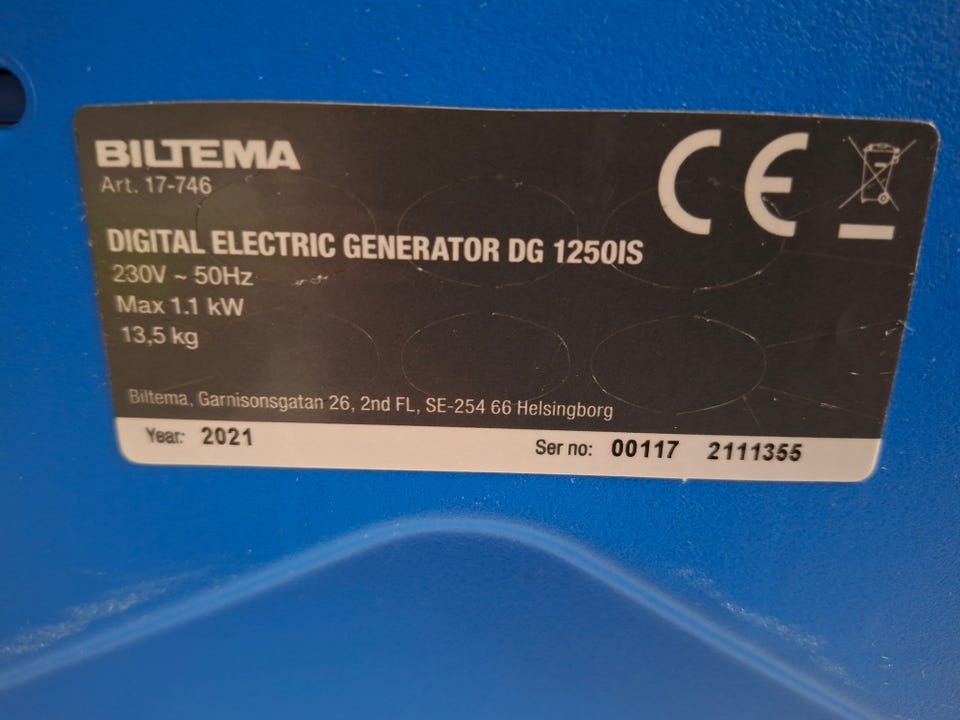 BILTEMA
Art. 17-746
DIGITAL ELECTRIC GENERATOR DG 1250IS
230V ~ 50Hz
Max 1.1 kW
13,5 kg
Biltema, Garnisonsgatan 26, 2nd FL, SE-254 66 Helsingborg
Year: 2021 Ser no: 00117 2111355
CE